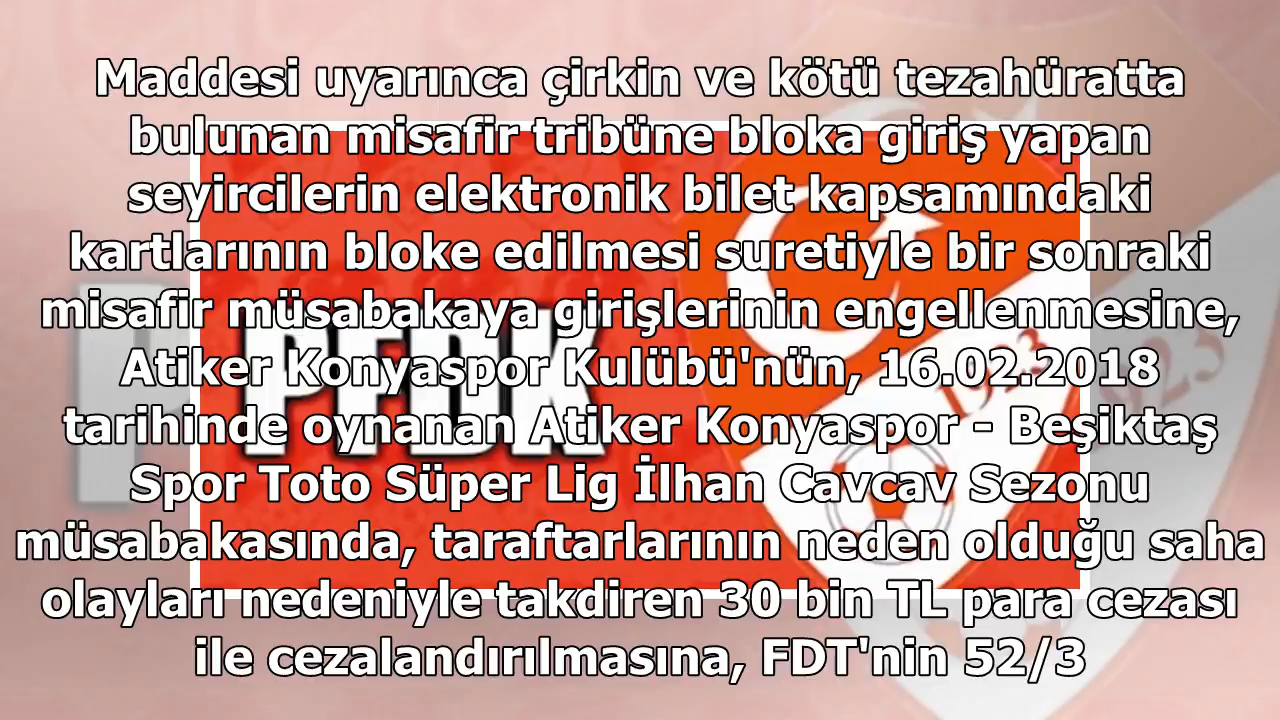 Maddesi uyarınca çirkin ve kötü tezahüratta
bulunan misafir tribüne bloka giriş yapan
seyircilerin elektronik bilet kapsamındaki
kartlarının bloke edilmesi suretiyle bir sonraki
misafir müsabakaya girişlerinin engellenmesine,
Atiker Konyaspor Kulübü'nün, 16.02.2018
tarihinde oynanan Atiker Konyaspor - Beşiktaş
Spor Toto Süper Lig İlhan Cavcav Sezonu
müsabakasında, taraftarlarının neden olduğu saha
olayları nedeniyle takdiren 30 bin TL para cezası
ile cezalandırılmasına, FDT'nin 52/3
PFDK
1923
1923